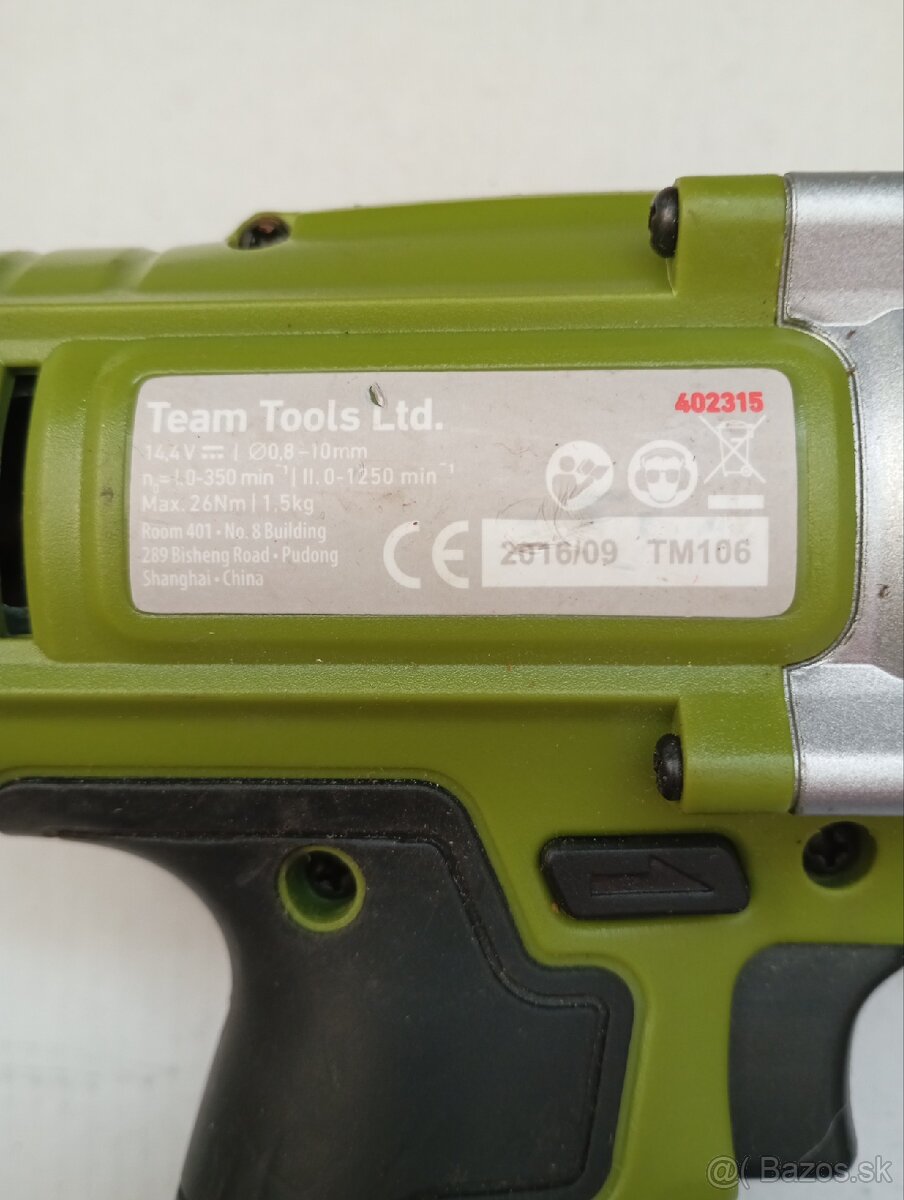 Team Tools Ltd.
402315
14,4V ⎓ | Ø0,8–10mm
n₀= I.0-350 min⁻¹ | II. 0-1250 min⁻¹
Max. 26Nm | 1,5kg
Room 401 • No. 8 Building
289 Bisheng Road • Pudong
Shanghai • China
CE 2016/09 TM106
@( Bazos.sk